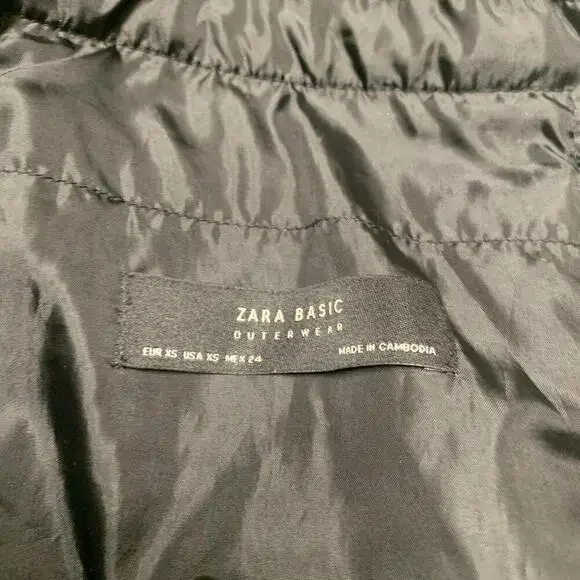 ZARA BASIC
OUTERWEAR
EUR XS USA XS MEX 24 MADE IN CAMBODIA